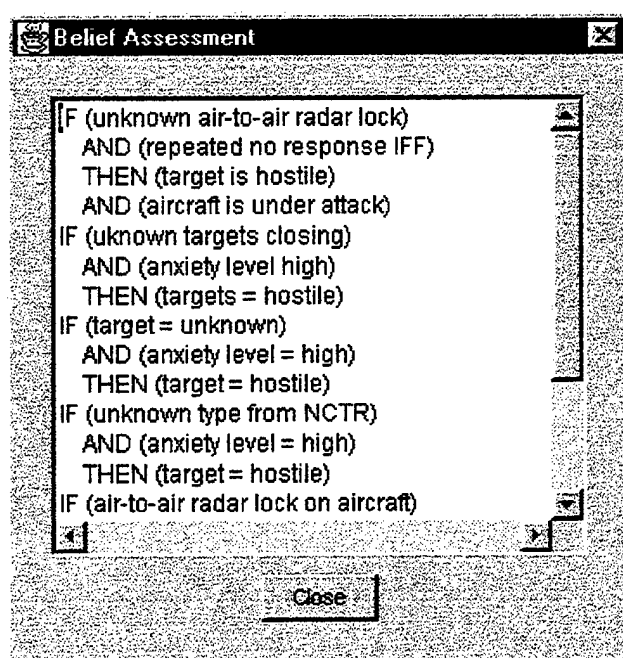 Belief Assessment
IF (unknown air-to-air radar lock)
AND (repeated no response IFF)
THEN (target is hostile)
AND (aircraft is under attack)
IF (uknown targets closing)
AND (anxiety level high)
THEN (targets = hostile)
IF (target = unknown)
AND (anxiety level = high)
THEN (target = hostile)
IF (unknown type from NCTR)
AND (anxiety level = high)
THEN (target = hostile)
IF (air-to-air radar lock on aircraft)
Close